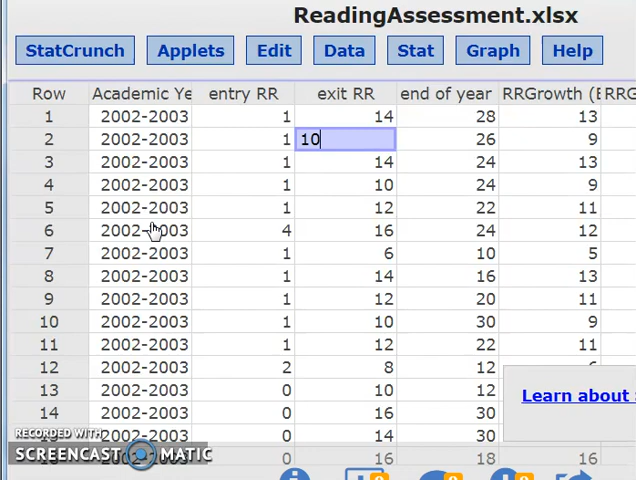 ReadingAssessment.xlsx
StatCrunch Applets Edit Data Stat Graph Help
Row Academic Ye entry RR exit RR end of year RRGrowth (E RRG
1 2002-2003 1 14 28 13
2 2002-2003 1 10 26 9
3 2002-2003 1 14 24 13
4 2002-2003 1 10 24 9
5 2002-2003 1 12 22 11
6 2002-2003 4 16 24 12
7 2002-2003 1 6 10 5
8 2002-2003 1 14 16 13
9 2002-2003 1 12 20 11
10 2002-2003 1 10 30 9
11 2002-2003 1 12 22 11
12 2002-2003 2 8 12
13 2002-2003 0 10 12
Learn about
14 2002-2003 0 16 30
2002-2003 0 14 30
0 16 18 16
RECORDED WITH
SCREENCAST MATIC